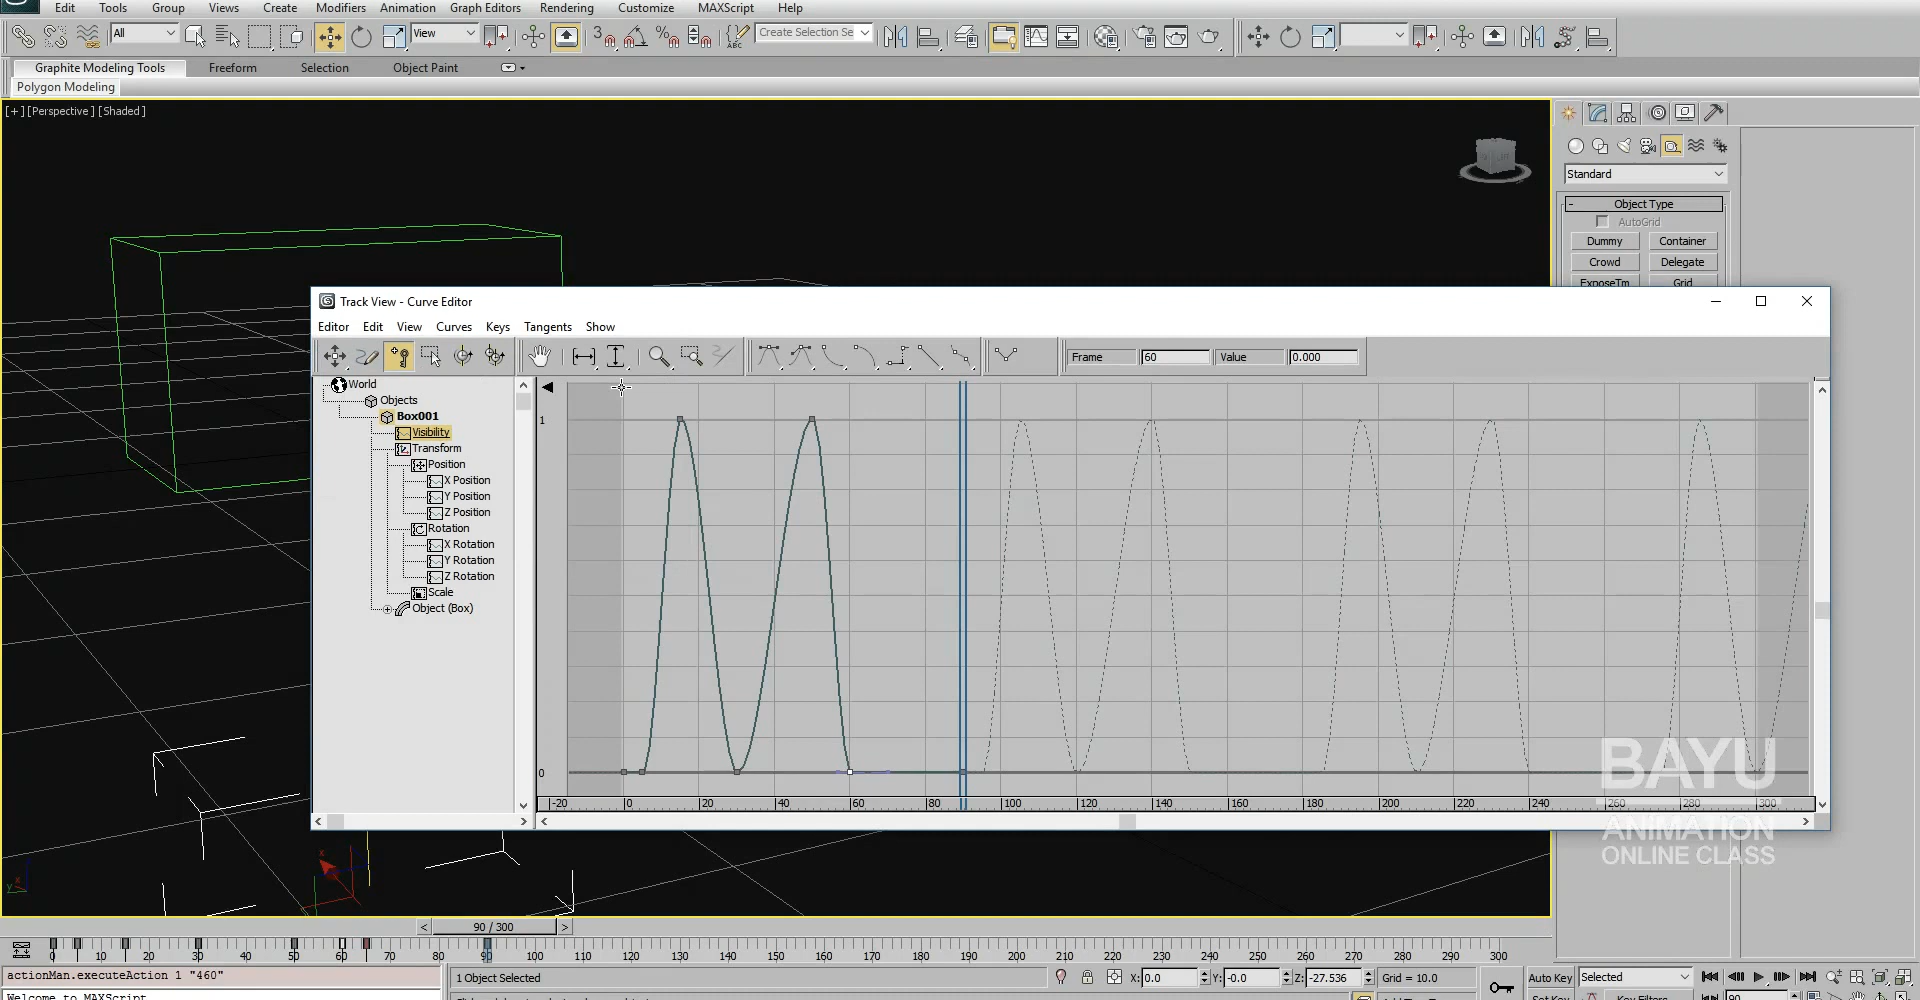 Edit Tools Group Views Create Modifiers Animation Graph Editors Rendering Customize MAXScript Help
All View Create Selection Se
Graphite Modeling Tools Freeform Selection Object Paint
Polygon Modeling
[+] [Perspective] [Shaded]
Standard
- Object Type
AutoGrid
Dummy Container
Crowd Delegate
ExposeTm Grid
Track View - Curve Editor
Editor Edit View Curves Keys Tangents Show
Frame 60 Value 0.000
World
Objects
Box001
Visibility
Transform
Position
X Position
Y Position
Z Position
Rotation
X Rotation
Y Rotation
Z Rotation
Scale
Object (Box)
1
0
-20 0 20 40 60 80 100 120 140 160 180 200 220 240 260 280 300
BAYU
ANIMATION
ONLINE CLASS
x
y x
< 90 / 300 >
0 10 20 30 40 50 60 70 80 90 100 110 120 130 140 150 160 170 180 190 200 210 220 230 240 250 260 270 280 290 300
actionMan.executeAction 1 "460"
1 Object Selected X: 0.0 Y: -0.0 Z: -27.536 Grid = 10.0 Auto Key Selected
Welcome to MAXScript
Set Key Key Filters... 90